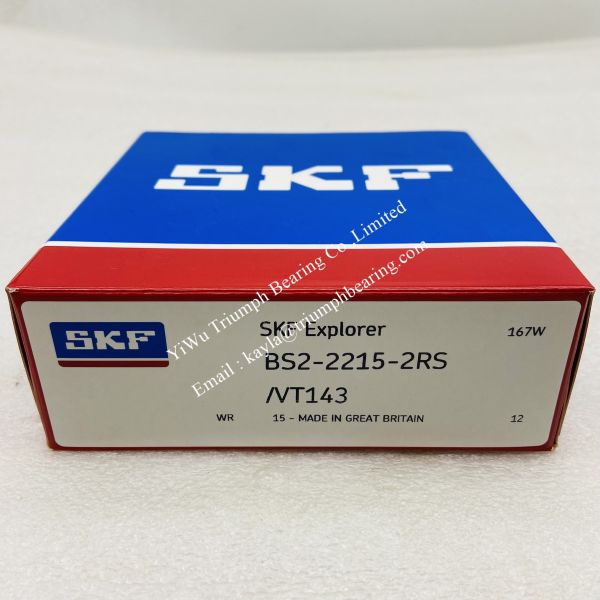 SKF
SKF
SKF Explorer
167W
BS2-2215-2RS
/VT143
WR
15 - MADE IN GREAT BRITAIN
12
YiWu Triumph Bearing Co.,Limited
Email : kayla@triumphbearing.com